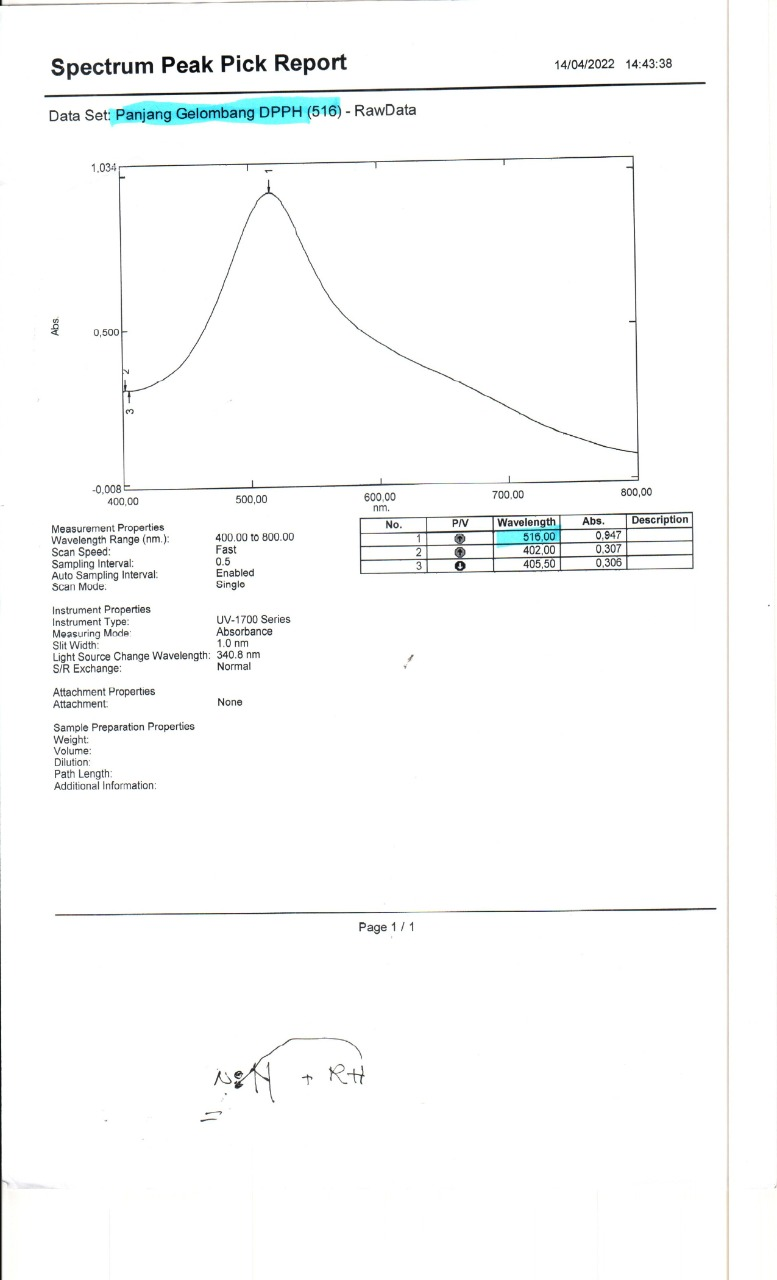 Spectrum Peak Pick Report
14/04/2022 14:43:38
Data Set: Panjang Gelombang DPPH (516) - RawData
1,034
1
Abs.
0,500
2
3
-0,008
400,00 500,00 600,00 700,00 800,00
nm.
No. P/V Wavelength Abs. Description
1 516,00 0,947
2 402,00 0,307
3 405,50 0,306
Measurement Properties
Wavelength Range (nm.): 400.00 to 800.00
Scan Speed: Fast
Sampling Interval: 0.5
Auto Sampling Interval: Enabled
Scan Mode: Single
Instrument Properties
Instrument Type: UV-1700 Series
Measuring Mode: Absorbance
Slit Width: 1.0 nm
Light Source Change Wavelength: 340.8 nm
S/R Exchange: Normal
Attachment Properties
Attachment: None
Sample Preparation Properties
Weight:
Volume:
Dilution:
Path Length:
Additional Information:
Page 1 / 1
+ RH
=